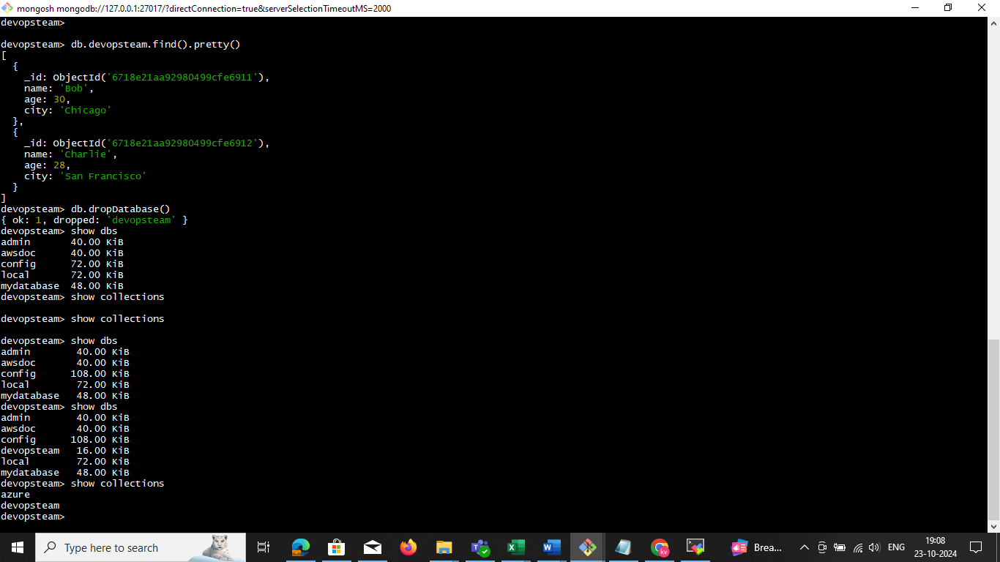 mongosh mongodb://127.0.0.1:27017/?directConnection=true&serverSelectionTimeoutMS=2000
devopsteam>
devopsteam> db.devopsteam.find().pretty()
[
  {
    _id: ObjectId('6718e21aa92980499cfe6911'),
    name: 'Bob',
    age: 30,
    city: 'Chicago'
  },
  {
    _id: ObjectId('6718e21aa92980499cfe6912'),
    name: 'Charlie',
    age: 28,
    city: 'San Francisco'
  }
]
devopsteam> db.dropDatabase()
{ ok: 1, dropped: 'devopsteam' }
devopsteam> show dbs
admin       40.00 KiB
awsdoc      40.00 KiB
config      72.00 KiB
local       72.00 KiB
mydatabase  48.00 KiB
devopsteam> show collections
devopsteam> show collections
devopsteam> show dbs
admin        40.00 KiB
awsdoc       40.00 KiB
config      108.00 KiB
local        72.00 KiB
mydatabase   48.00 KiB
devopsteam> show dbs
admin        40.00 KiB
awsdoc       40.00 KiB
config      108.00 KiB
devopsteam   16.00 KiB
local        72.00 KiB
mydatabase   48.00 KiB
devopsteam> show collections
azure
devopsteam
devopsteam>
Type here to search
kv
Brea...
ENG
19:08
23-10-2024